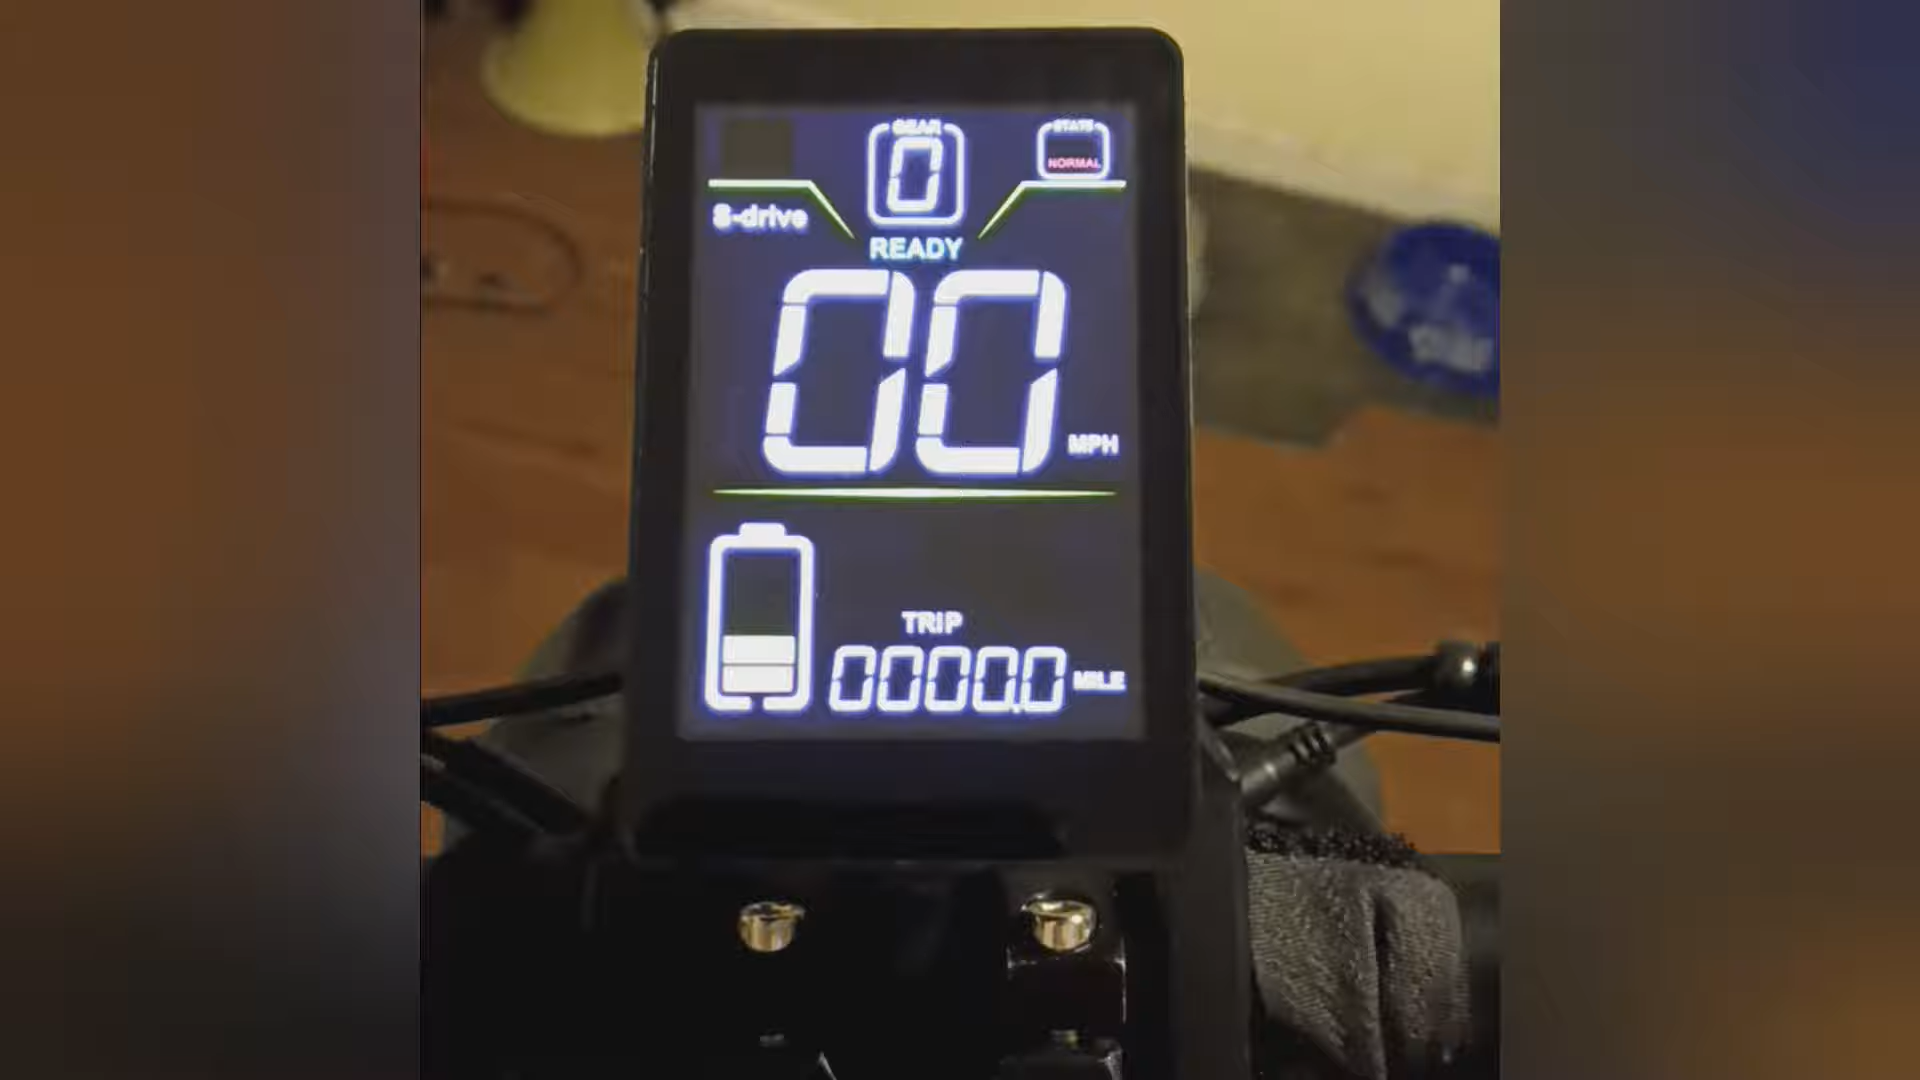 GEAR
0
STATE
NORMAL
S-drive
READY
00
MPH
TRIP
0000.0
MILE